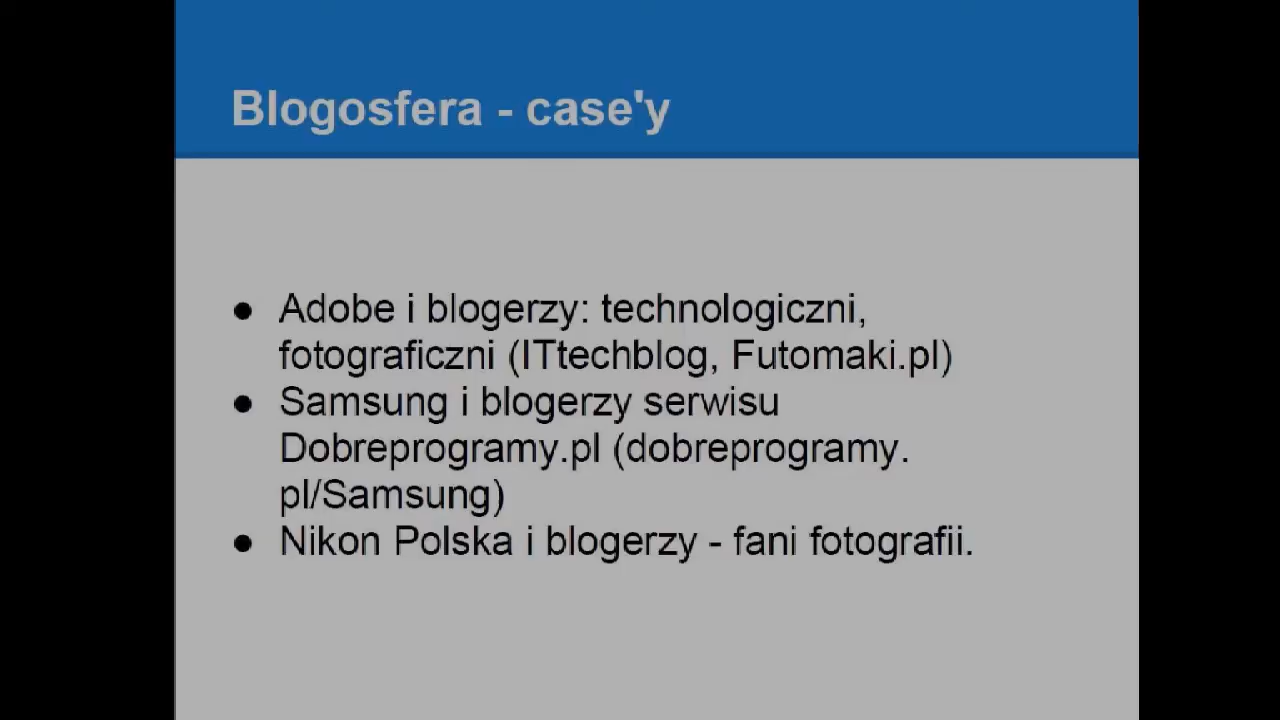 Blogosfera - case'y
● Adobe i blogerzy: technologiczni,
fotograficzni (ITtechblog, Futomaki.pl)
● Samsung i blogerzy serwisu
Dobreprogramy.pl (dobreprogramy.
pl/Samsung)
● Nikon Polska i blogerzy - fani fotografii.